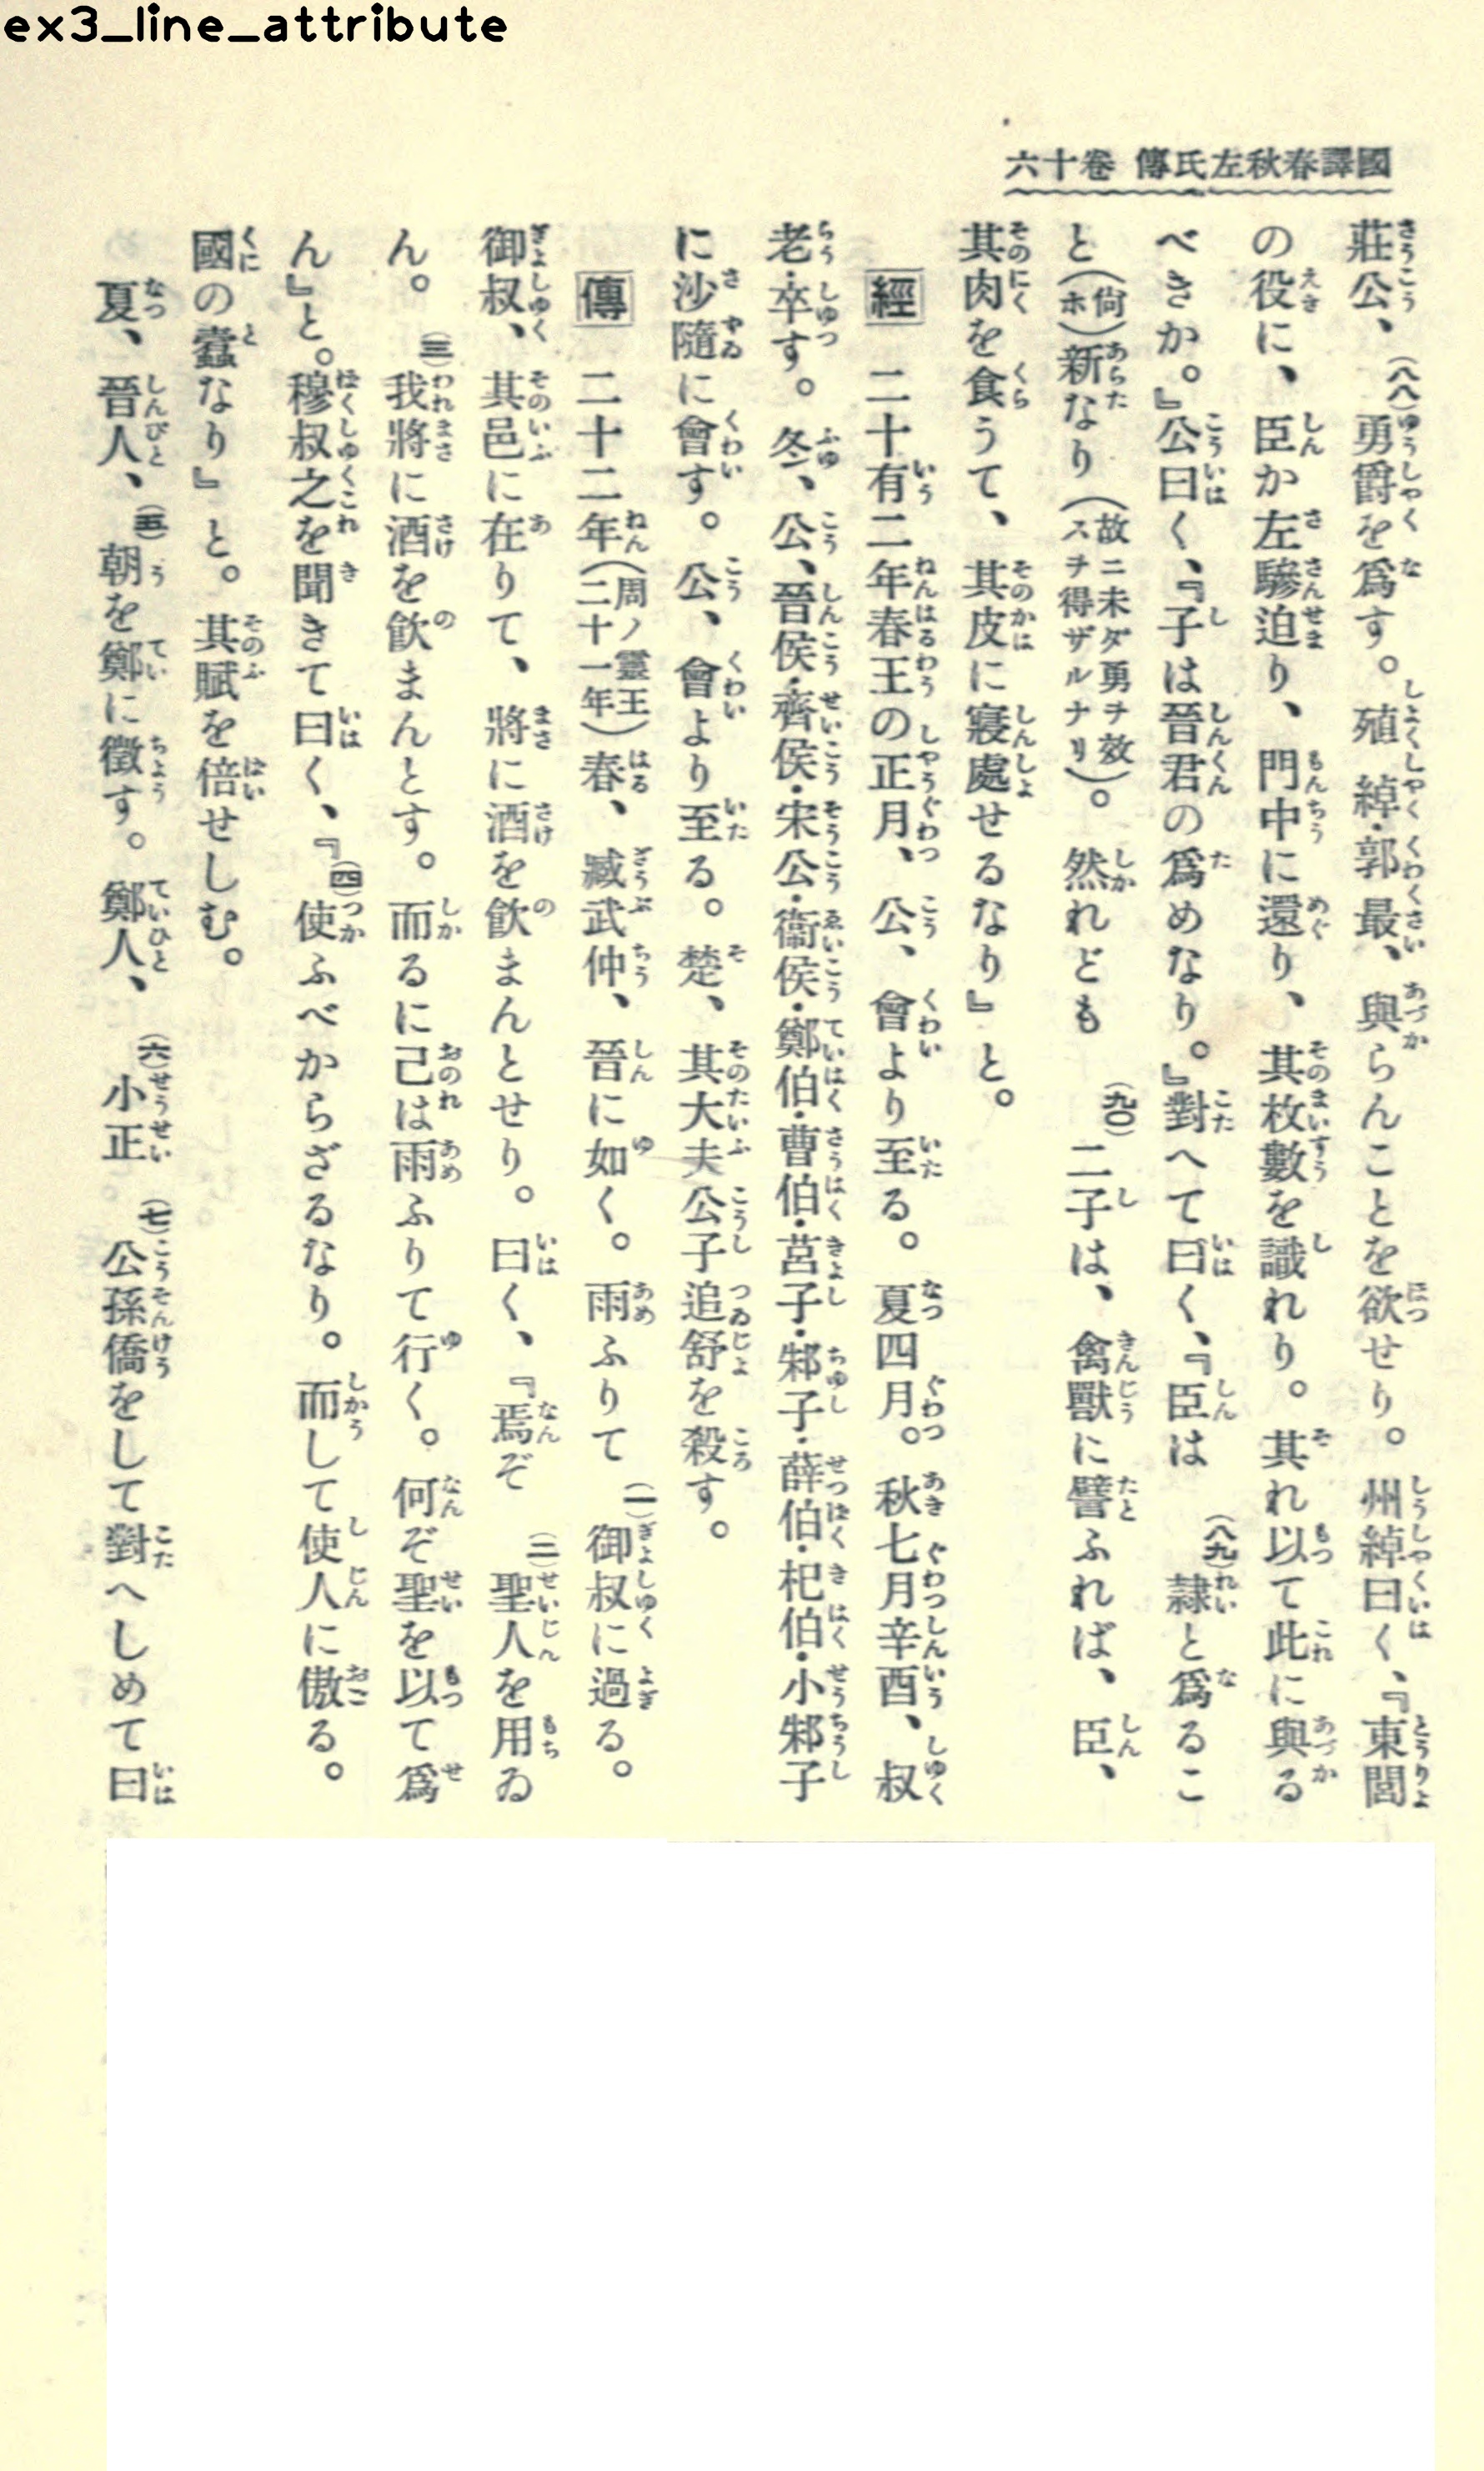 ex3_line_attribute
國譯春秋左氏傳 卷十六
莊公、(八八)勇爵を爲す。殖綽・郭最、與らんことを欲せり。州綽曰く、『東閭
の役に、臣か左驂迫り、門中に還り、其枚數を識れり。其れ以て此に與る
べきか。』公曰く、『子は晉君の爲めなり。』對へて曰く、『臣は(八九)隷と爲るこ
と(尙ホ)新なり(故ニ未ダ勇ヲ效スヲ得ザルナリ)。然れども(九〇)二子は、禽獸に譬ふれば、臣、
其肉を食うて、其皮に寢處せるなり』と。
經 二十有二年春王の正月、公、會より至る。夏四月。秋七月辛酉、叔
老・卒す。冬、公、晉侯・齊侯・宋公・衞侯・鄭伯・曹伯・莒子・邾子・薛伯・杞伯・小邾子
に沙隨に會す。公、會より至る。楚、其大夫公子追舒を殺す。
傳 二十二年(周ノ靈王二十一年)春、臧武仲、晉に如く。雨ふりて(一)御叔に過る。
御叔、其邑に在りて、將に酒を飮まんとせり。曰く、『焉ぞ(二)聖人を用ゐ
ん。(三)我將に酒を飮まんとす。而るに己は雨ふりて行く。何ぞ聖を以て爲
ん』と。穆叔之を聞きて曰く、『(四)使ふべからざるなり。而して使人に傲る。
國の蠹なり』と。其賦を倍せしむ。
夏、晉人、(五)朝を鄭に徵す。鄭人、(六)小正(七)公孫僑をして對へしめて曰